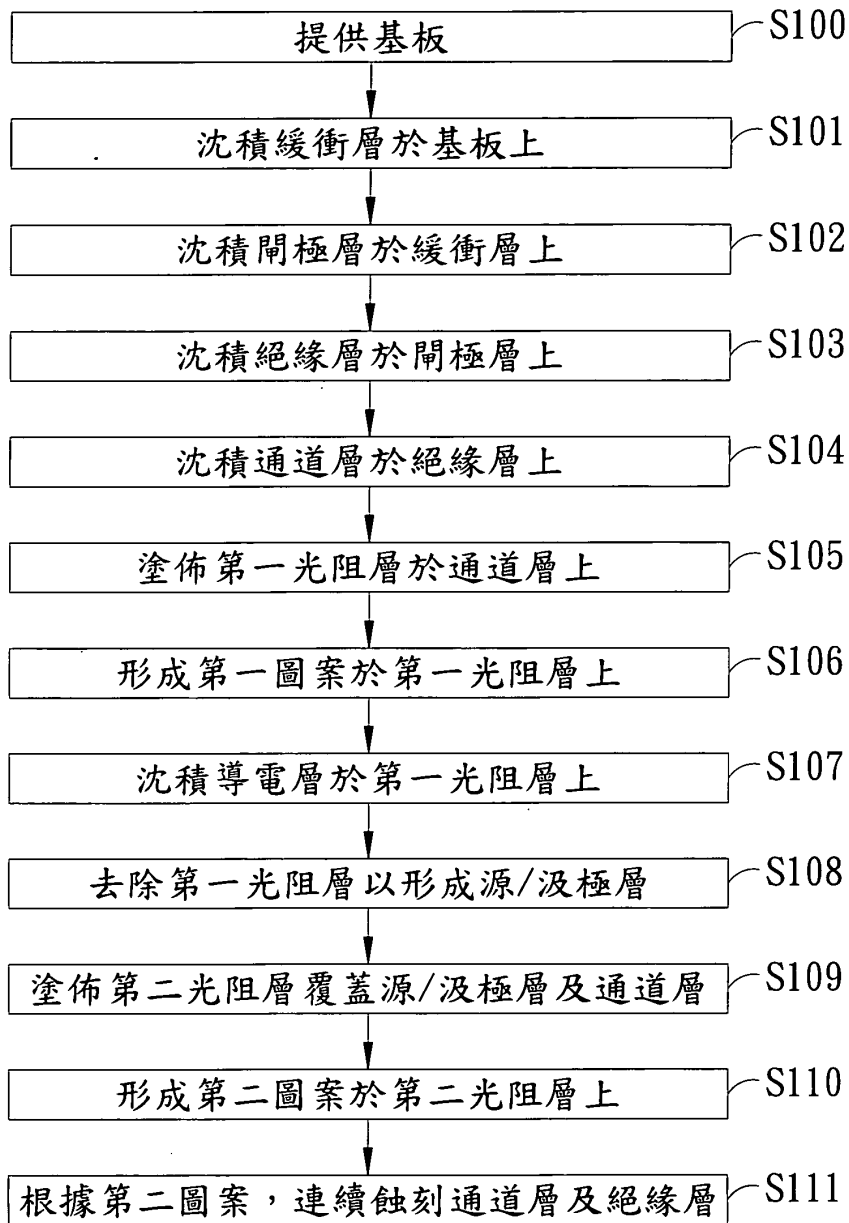 提供基板 S100
沈積緩衝層於基板上 S101
沈積閘極層於緩衝層上 S102
沈積絕緣層於閘極層上 S103
沈積通道層於絕緣層上 S104
塗佈第一光阻層於通道層上 S105
形成第一圖案於第一光阻層上 S106
沈積導電層於第一光阻層上 S107
去除第一光阻層以形成源/汲極層 S108
塗佈第二光阻層覆蓋源/汲極層及通道層 S109
形成第二圖案於第二光阻層上 S110
根據第二圖案，連續蝕刻通道層及絕緣層 S111